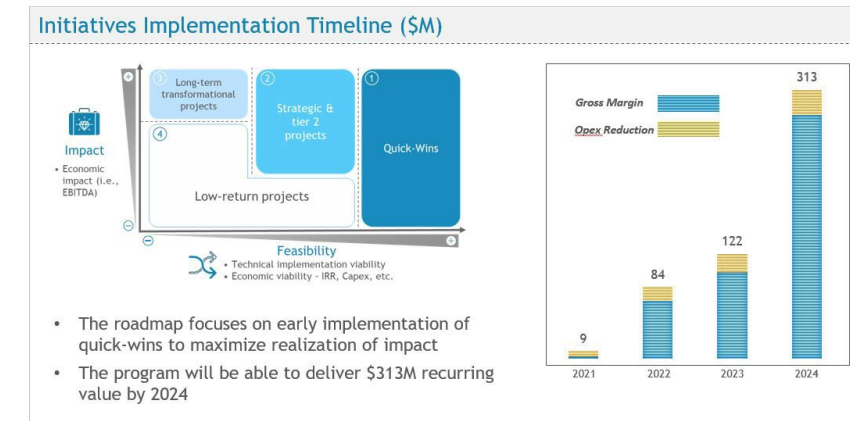 Initiatives Implementation Timeline ($M)
Impact
• Economic
impact (i.e.,
EBITDA)
+
−
3
Long-term
transformational
projects
2
Strategic &
tier 2
projects
1
Quick-Wins
4
Low-return projects
−
+
Feasibility
• Technical implementation viability
• Economic viability – IRR, Capex, etc.
• The roadmap focuses on early implementation of
quick-wins to maximize realization of impact
• The program will be able to deliver $313M recurring
value by 2024
Gross Margin
Opex Reduction
9
84
122
313
2021
2022
2023
2024